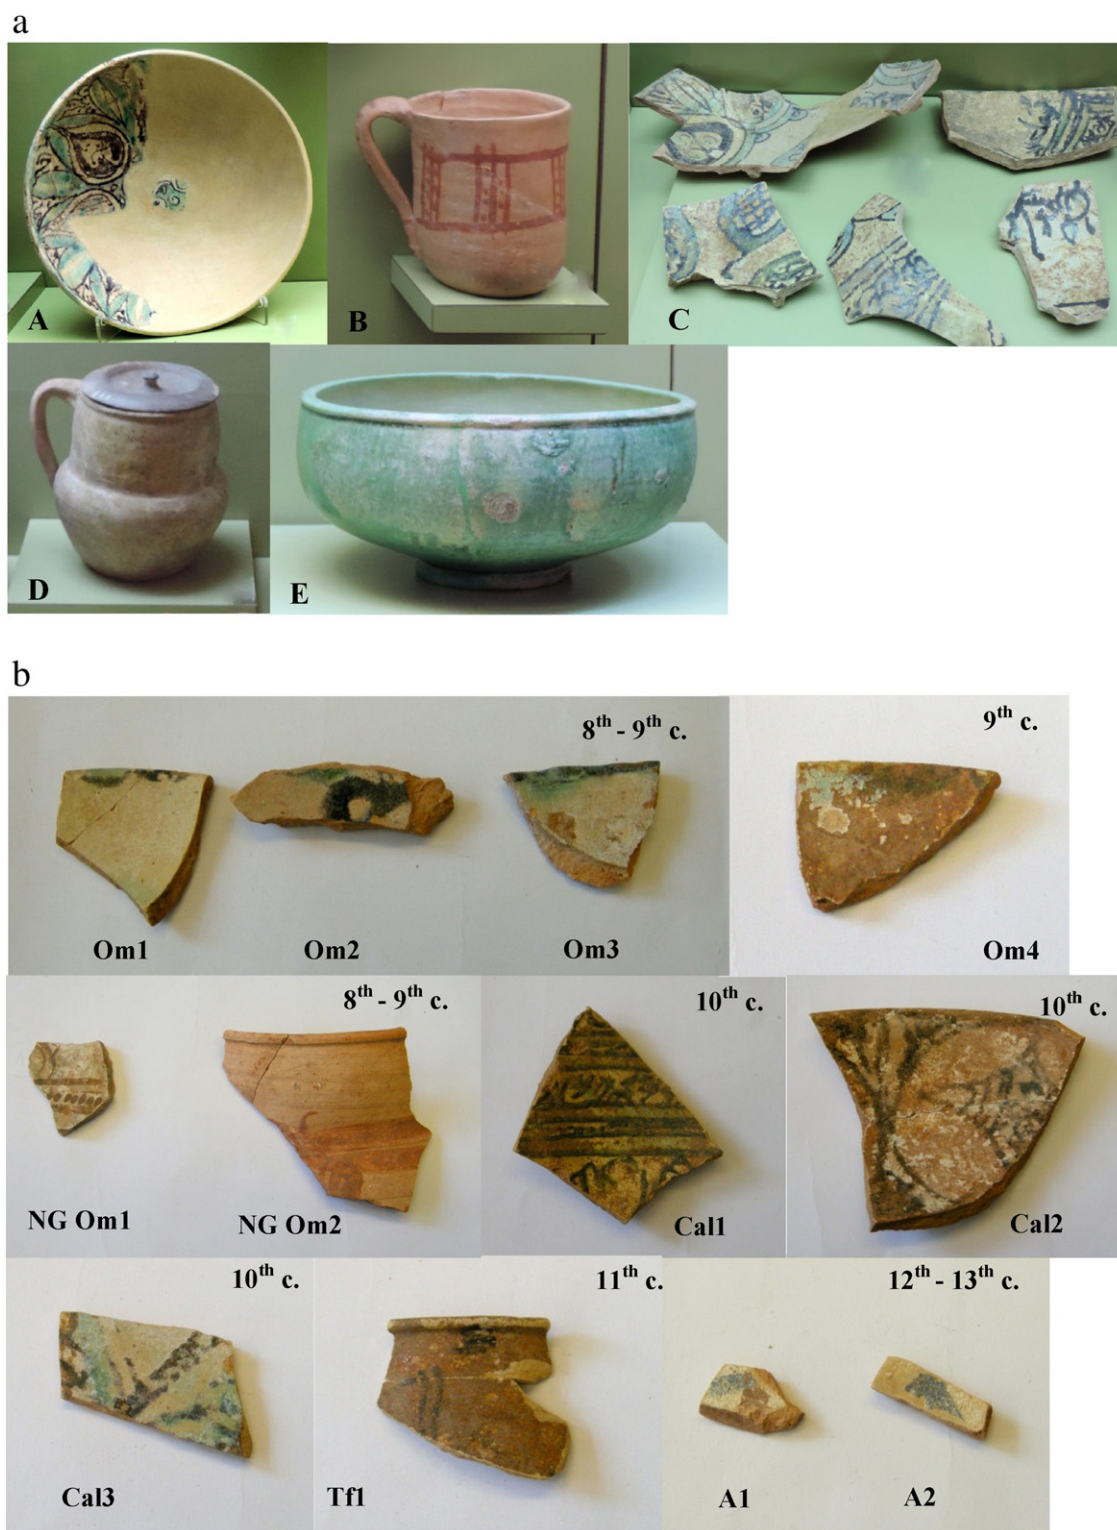 a
A
B
C
D
E
b
8th - 9th c.
9th c.
Om1
Om2
Om3
Om4
8th - 9th c.
10th c.
10th c.
NG Om1
NG Om2
Cal1
Cal2
10th c.
11th c.
12th - 13th c.
Cal3
Tf1
A1
A2